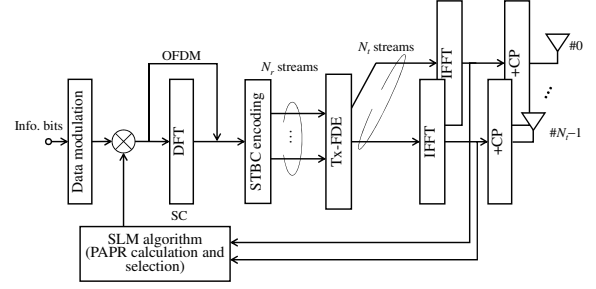 OFDM
N_r streams
N_t streams
IFFT
+CP
#0
Info. bits
Data modulation
DFT
STBC encoding
...
Tx-FDE
IFFT
+CP
...
#N_t–1
SC
SLM algorithm
(PAPR calculation and
selection)